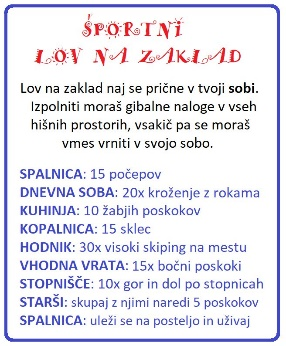 ŠPORTNI
LOV NA ZAKLAD
Lov na zaklad naj se prične v tvoji sobi.
Izpolniti moraš gibalne naloge v vseh
hišnih prostorih, vsakič pa se moraš
vmes vrniti v svojo sobo.
SPALNICA: 15 počepov
DNEVNA SOBA: 20x kroženje z rokama
KUHINJA: 10 žabjih poskokov
KOPALNICA: 15 sklec
HODNIK: 30x visoki skiping na mestu
VHODNA VRATA: 15x bočni poskoki
STOPNIŠČE: 10x gor in dol po stopnicah
STARŠI: skupaj z njimi naredi 5 poskokov
SPALNICA: uleži se na posteljo in uživaj